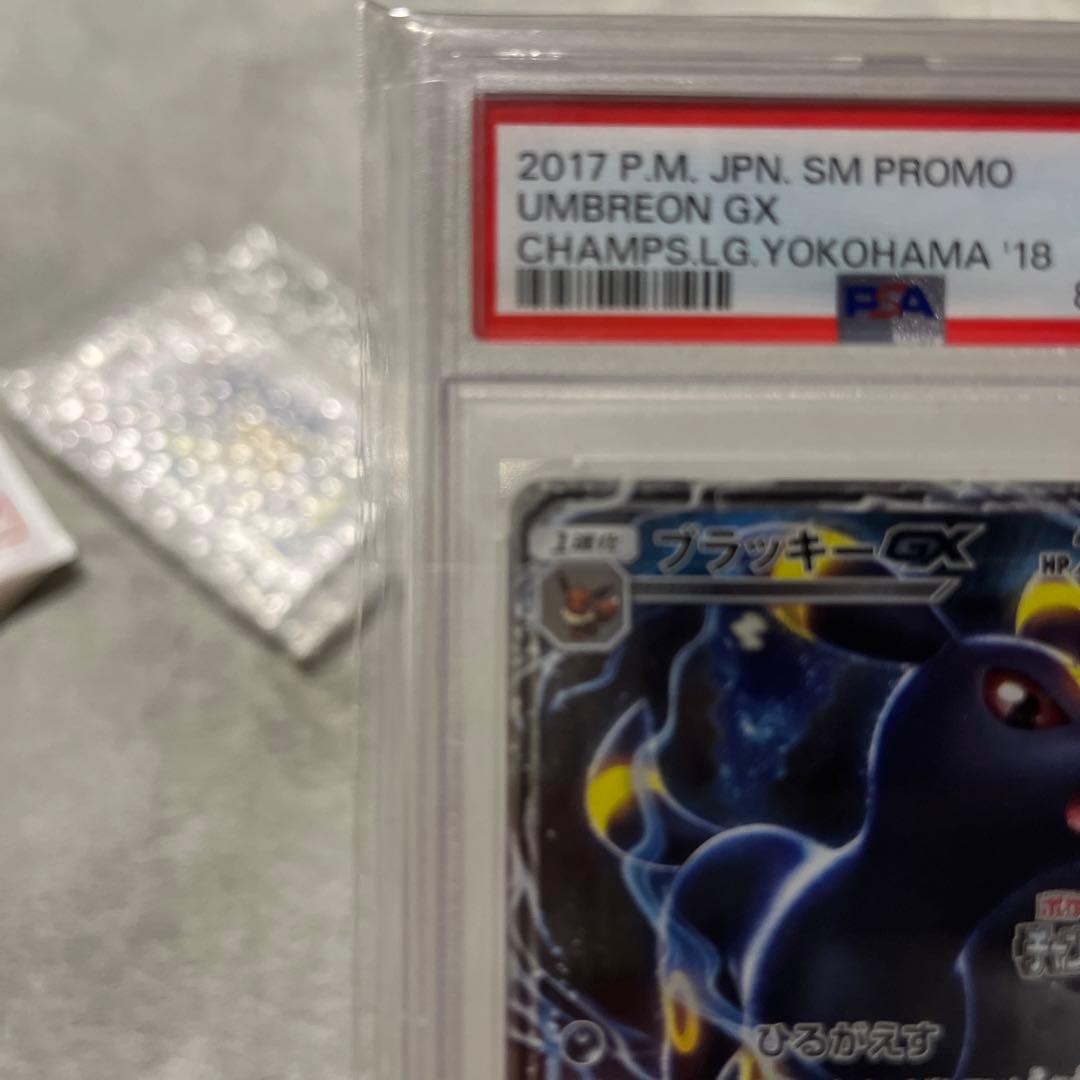 2017 P.M. JPN. SM PROMO
UMBREON GX
CHAMPS.LG.YOKOHAMA '18
PSA
1進化
ブラッキーGX
HP
ひるがえす